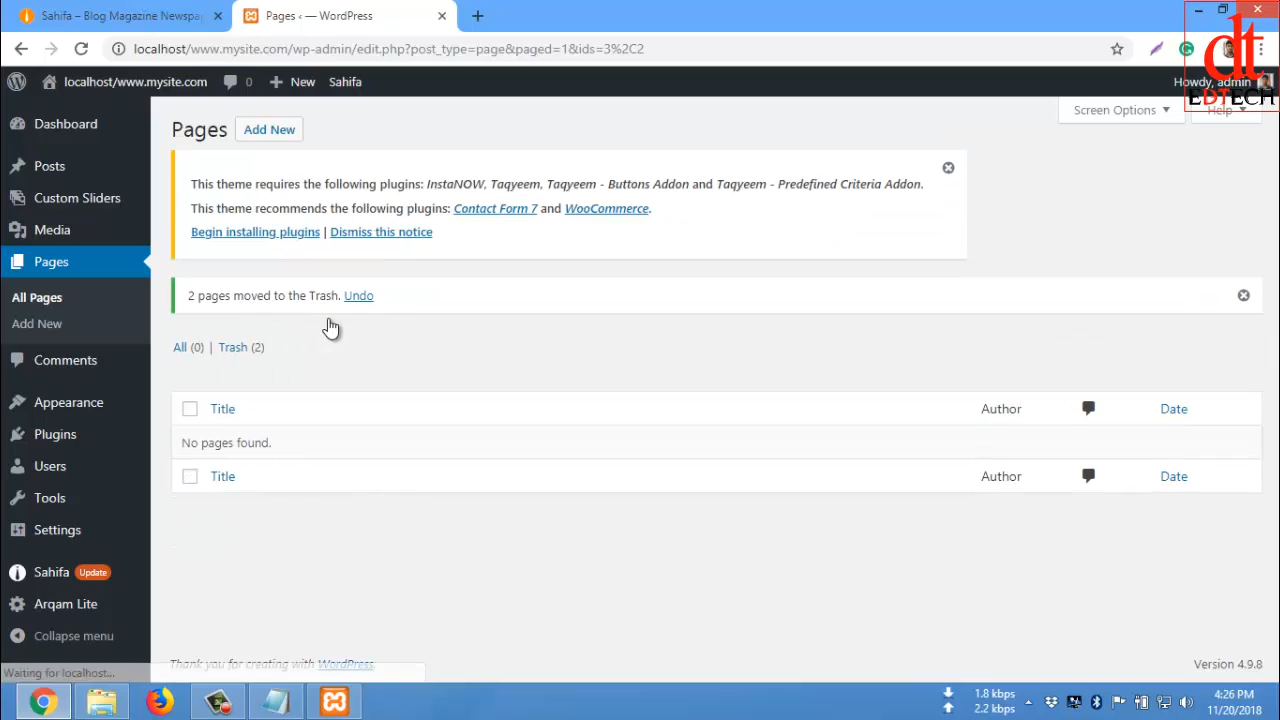 Sahifa – Blog Magazine Newspa
Pages ‹ — WordPress
localhost/www.mysite.com/wp-admin/edit.php?post_type=page&paged=1&ids=3%2C2
dt
EDTECH
localhost/www.mysite.com
0
New
Sahifa
Howdy, admin
Screen Options
Help
Dashboard
Posts
Custom Sliders
Media
Pages
All Pages
Add New
Comments
Appearance
Plugins
Users
Tools
Settings
Sahifa Update
Arqam Lite
Collapse menu
Pages
Add New
This theme requires the following plugins: InstaNOW, Taqyeem, Taqyeem - Buttons Addon and Taqyeem - Predefined Criteria Addon.
This theme recommends the following plugins: Contact Form 7 and WooCommerce.
Begin installing plugins | Dismiss this notice
2 pages moved to the Trash. Undo
All (0) | Trash (2)
Title Author Date
No pages found.
Title Author Date
Thank you for creating with WordPress.
Version 4.9.8
Waiting for localhost...
1.8 kbps
2.2 kbps
4:26 PM
11/20/2018